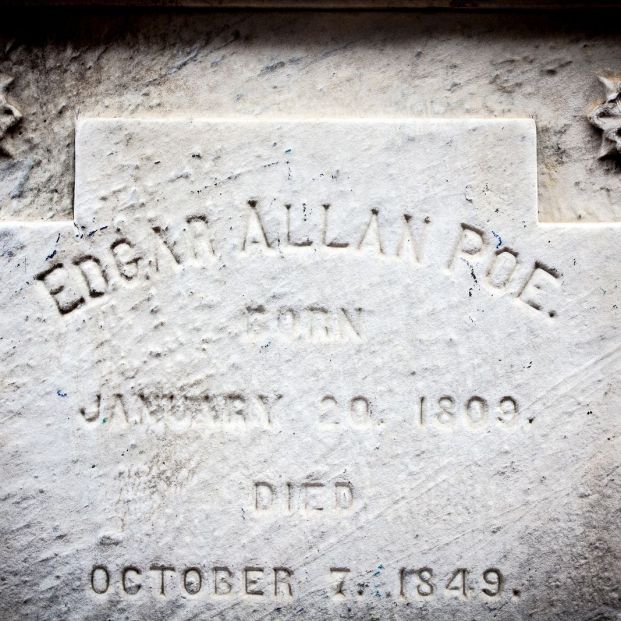 EDGAR ALLAN POE.
BORN
JANUARY 20. 1809.
DIED
OCTOBER 7. 1849.